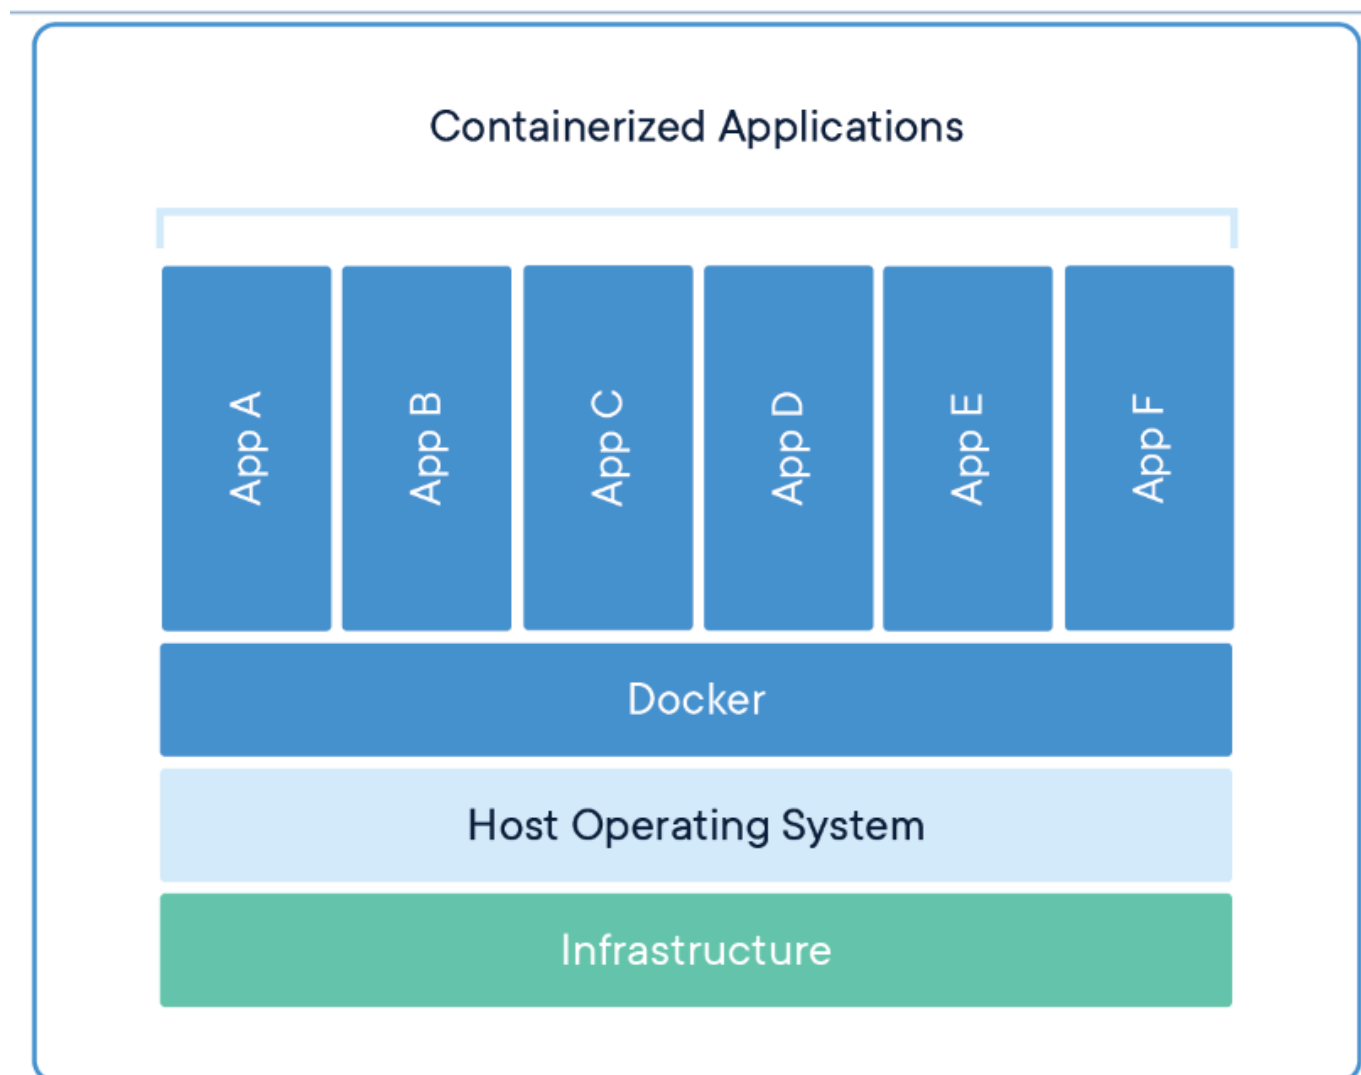 Containerized Applications
App A
App B
App C
App D
App E
App F
Docker
Host Operating System
Infrastructure